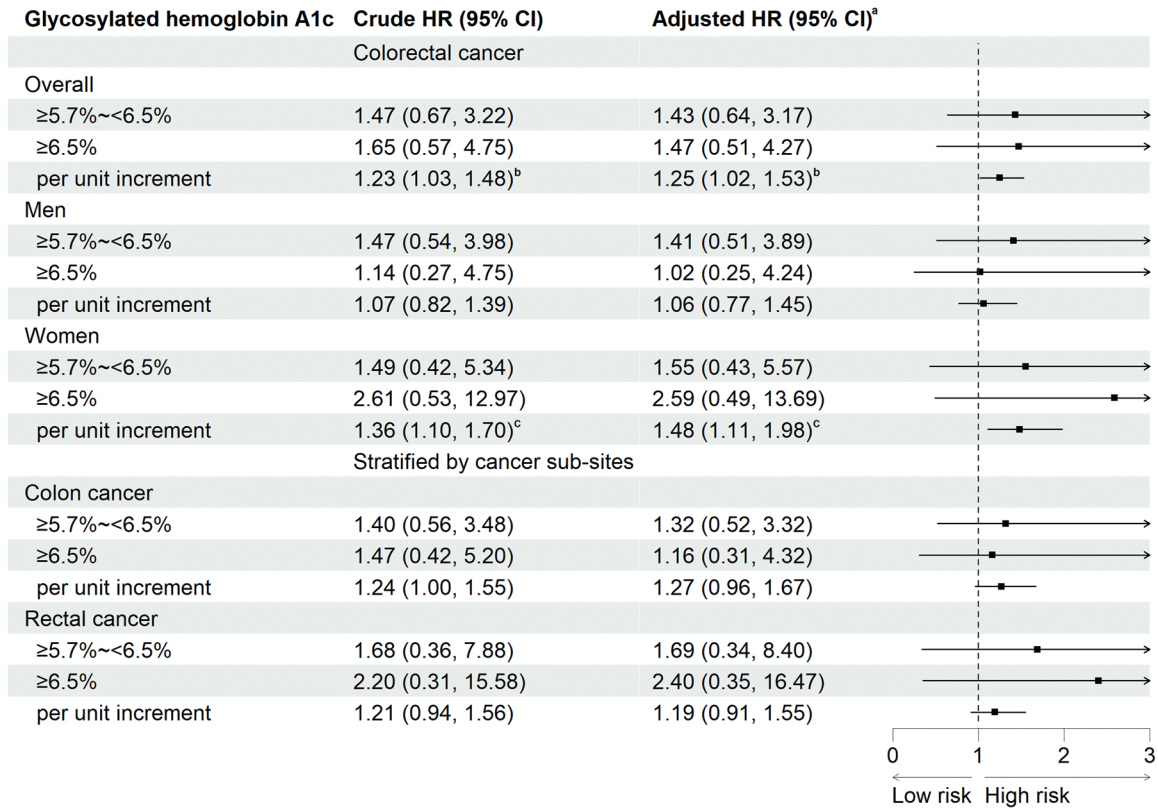 Glycosylated hemoglobin A1c Crude HR (95% CI) Adjusted HR (95% CI)ᵃ
Colorectal cancer
Overall
≥5.7%~<6.5% 1.47 (0.67, 3.22) 1.43 (0.64, 3.17)
≥6.5% 1.65 (0.57, 4.75) 1.47 (0.51, 4.27)
per unit increment 1.23 (1.03, 1.48)ᵇ 1.25 (1.02, 1.53)ᵇ
Men
≥5.7%~<6.5% 1.47 (0.54, 3.98) 1.41 (0.51, 3.89)
≥6.5% 1.14 (0.27, 4.75) 1.02 (0.25, 4.24)
per unit increment 1.07 (0.82, 1.39) 1.06 (0.77, 1.45)
Women
≥5.7%~<6.5% 1.49 (0.42, 5.34) 1.55 (0.43, 5.57)
≥6.5% 2.61 (0.53, 12.97) 2.59 (0.49, 13.69)
per unit increment 1.36 (1.10, 1.70)ᶜ 1.48 (1.11, 1.98)ᶜ
Stratified by cancer sub-sites
Colon cancer
≥5.7%~<6.5% 1.40 (0.56, 3.48) 1.32 (0.52, 3.32)
≥6.5% 1.47 (0.42, 5.20) 1.16 (0.31, 4.32)
per unit increment 1.24 (1.00, 1.55) 1.27 (0.96, 1.67)
Rectal cancer
≥5.7%~<6.5% 1.68 (0.36, 7.88) 1.69 (0.34, 8.40)
≥6.5% 2.20 (0.31, 15.58) 2.40 (0.35, 16.47)
per unit increment 1.21 (0.94, 1.56) 1.19 (0.91, 1.55)
0 1 2 3
Low risk High risk